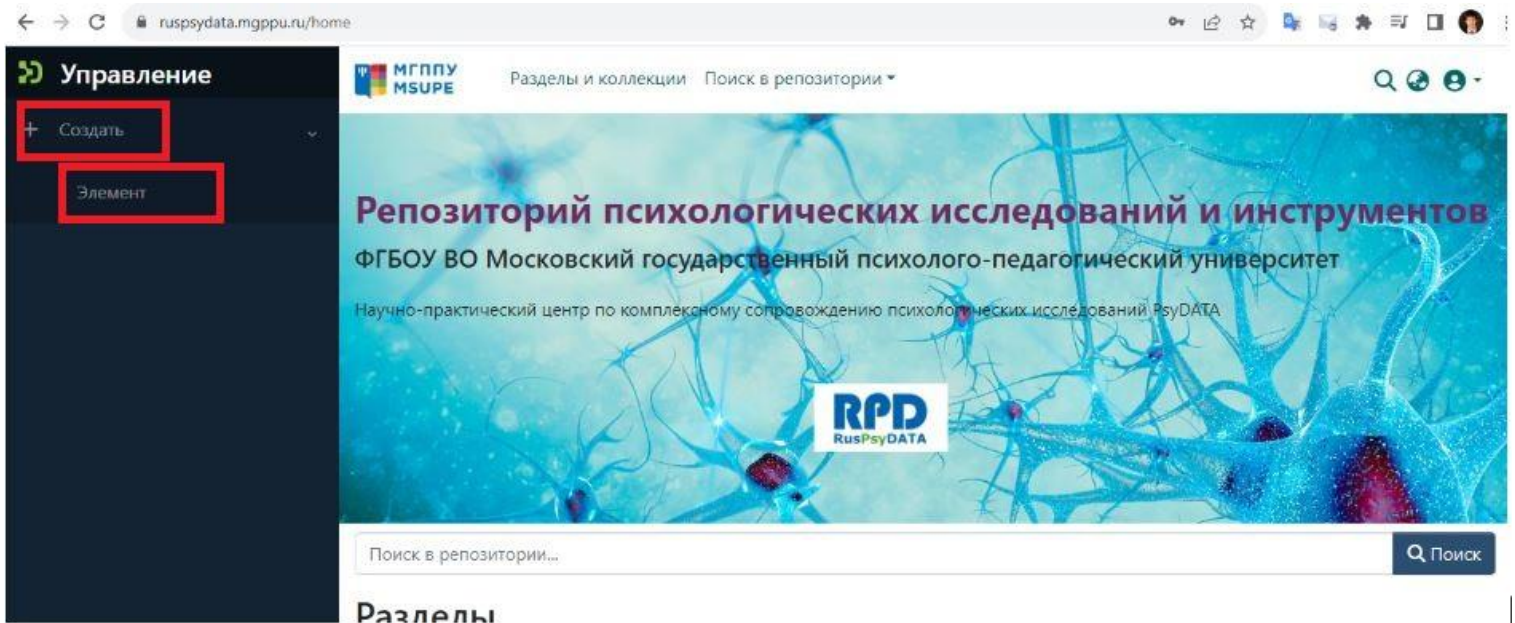 ruspsydata.mgppu.ru/home
Управление
МГППУ
MSUPE
Разделы и коллекции Поиск в репозитории
+ Создать
Элемент
Репозиторий психологических исследований и инструментов
ФГБОУ ВО Московский государственный психолого-педагогический университет
Научно-практический центр по комплексному сопровождению психологических исследований PsyDATA
RPD
RusPsyDATA
Поиск в репозитории...
Поиск
Разделы